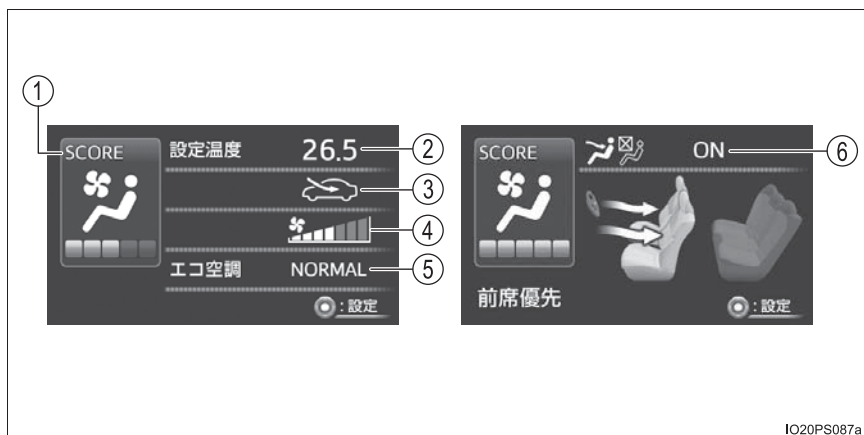 ①
SCORE
設定温度 26.5 ②
③
④
エコ空調 NORMAL ⑤
:設定
SCORE
ON ⑥
前席優先
:設定
IO20PS087a